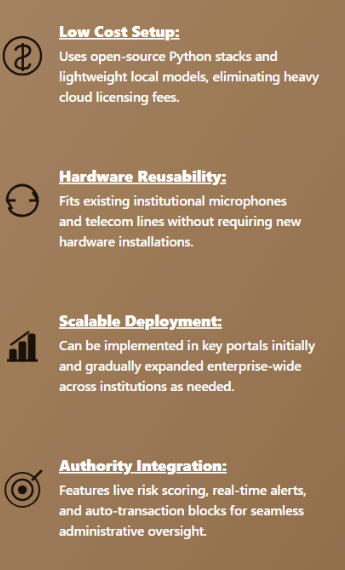 Low Cost Setup:
Uses open-source Python stacks and
lightweight local models, eliminating heavy
cloud licensing fees.
Hardware Reusability:
Fits existing institutional microphones
and telecom lines without requiring new
hardware installations.
Scalable Deployment:
Can be implemented in key portals initially
and gradually expanded enterprise-wide
across institutions as needed.
Authority Integration:
Features live risk scoring, real-time alerts,
and auto-transaction blocks for seamless
administrative oversight.